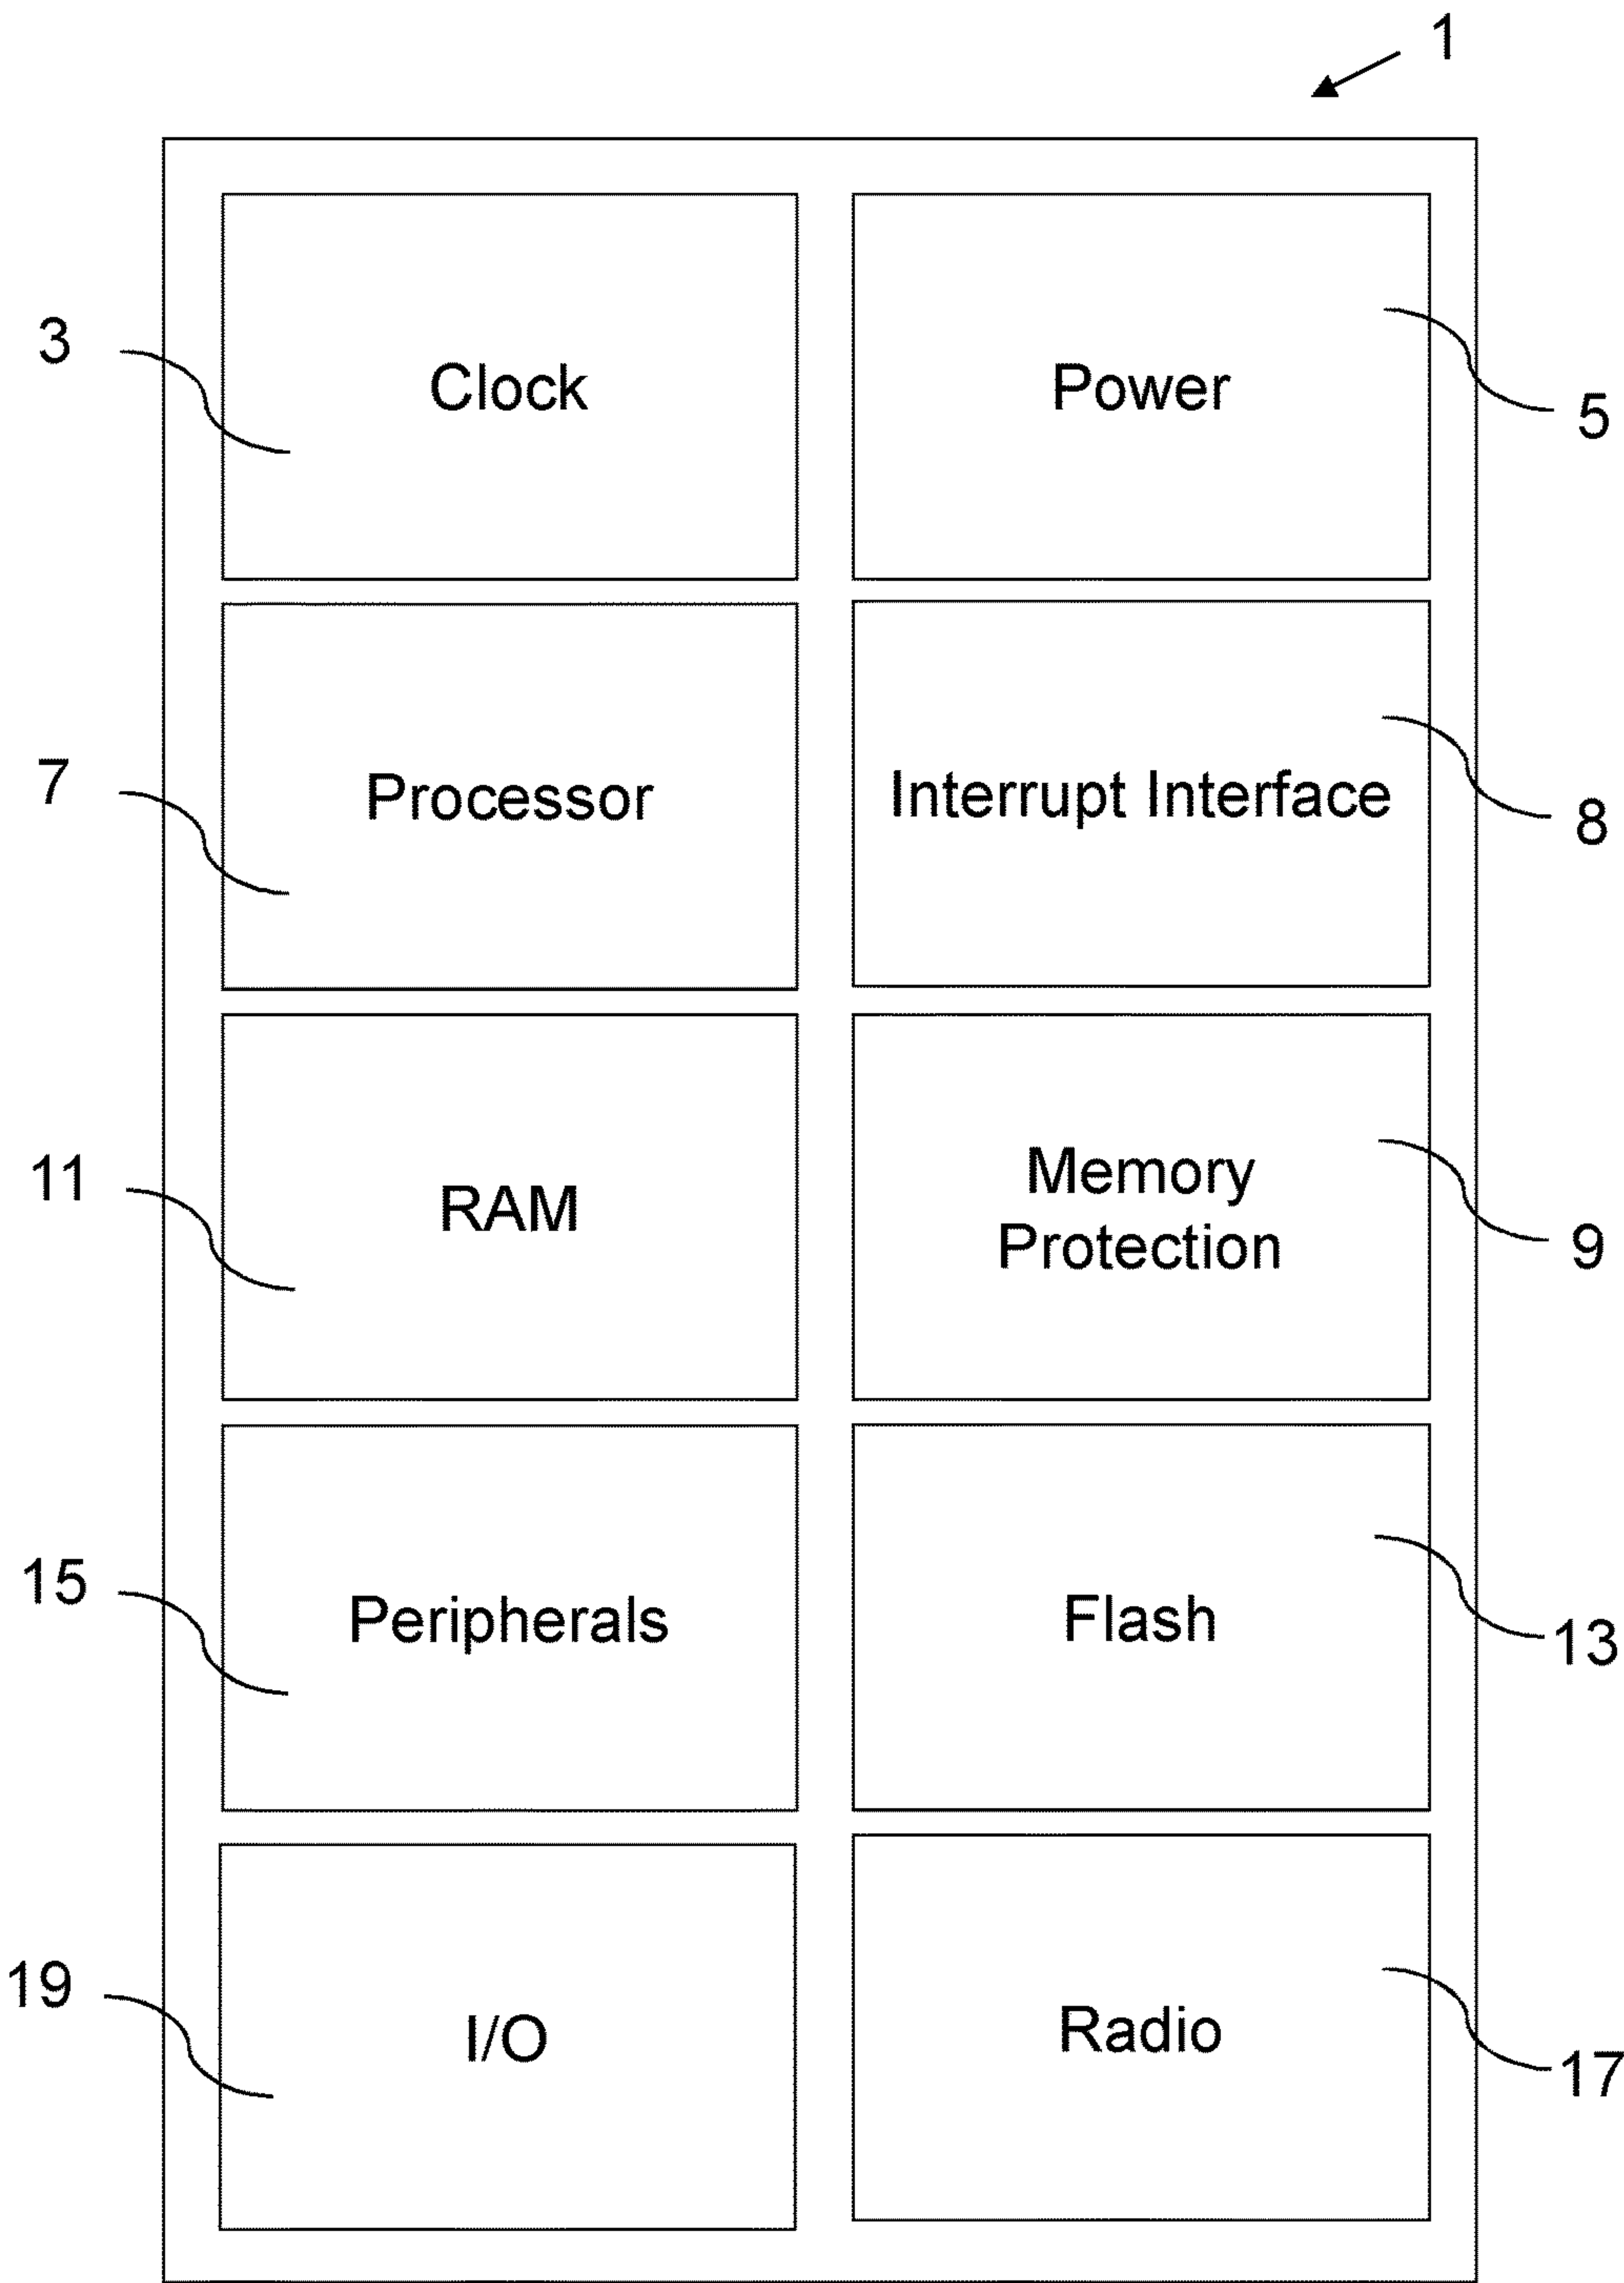 1
3
Clock
Power
5
7
Processor
Interrupt Interface
8
11
RAM
Memory
Protection
9
15
Peripherals
Flash
13
19
I/O
Radio
17